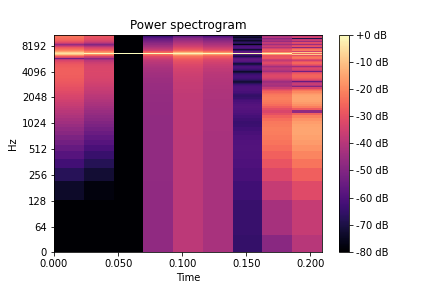 Power spectrogram
Hz
8192
4096
2048
1024
512
256
128
64
0
0.000 0.050 0.100 0.150 0.200
Time
+0 dB
-10 dB
-20 dB
-30 dB
-40 dB
-50 dB
-60 dB
-70 dB
-80 dB